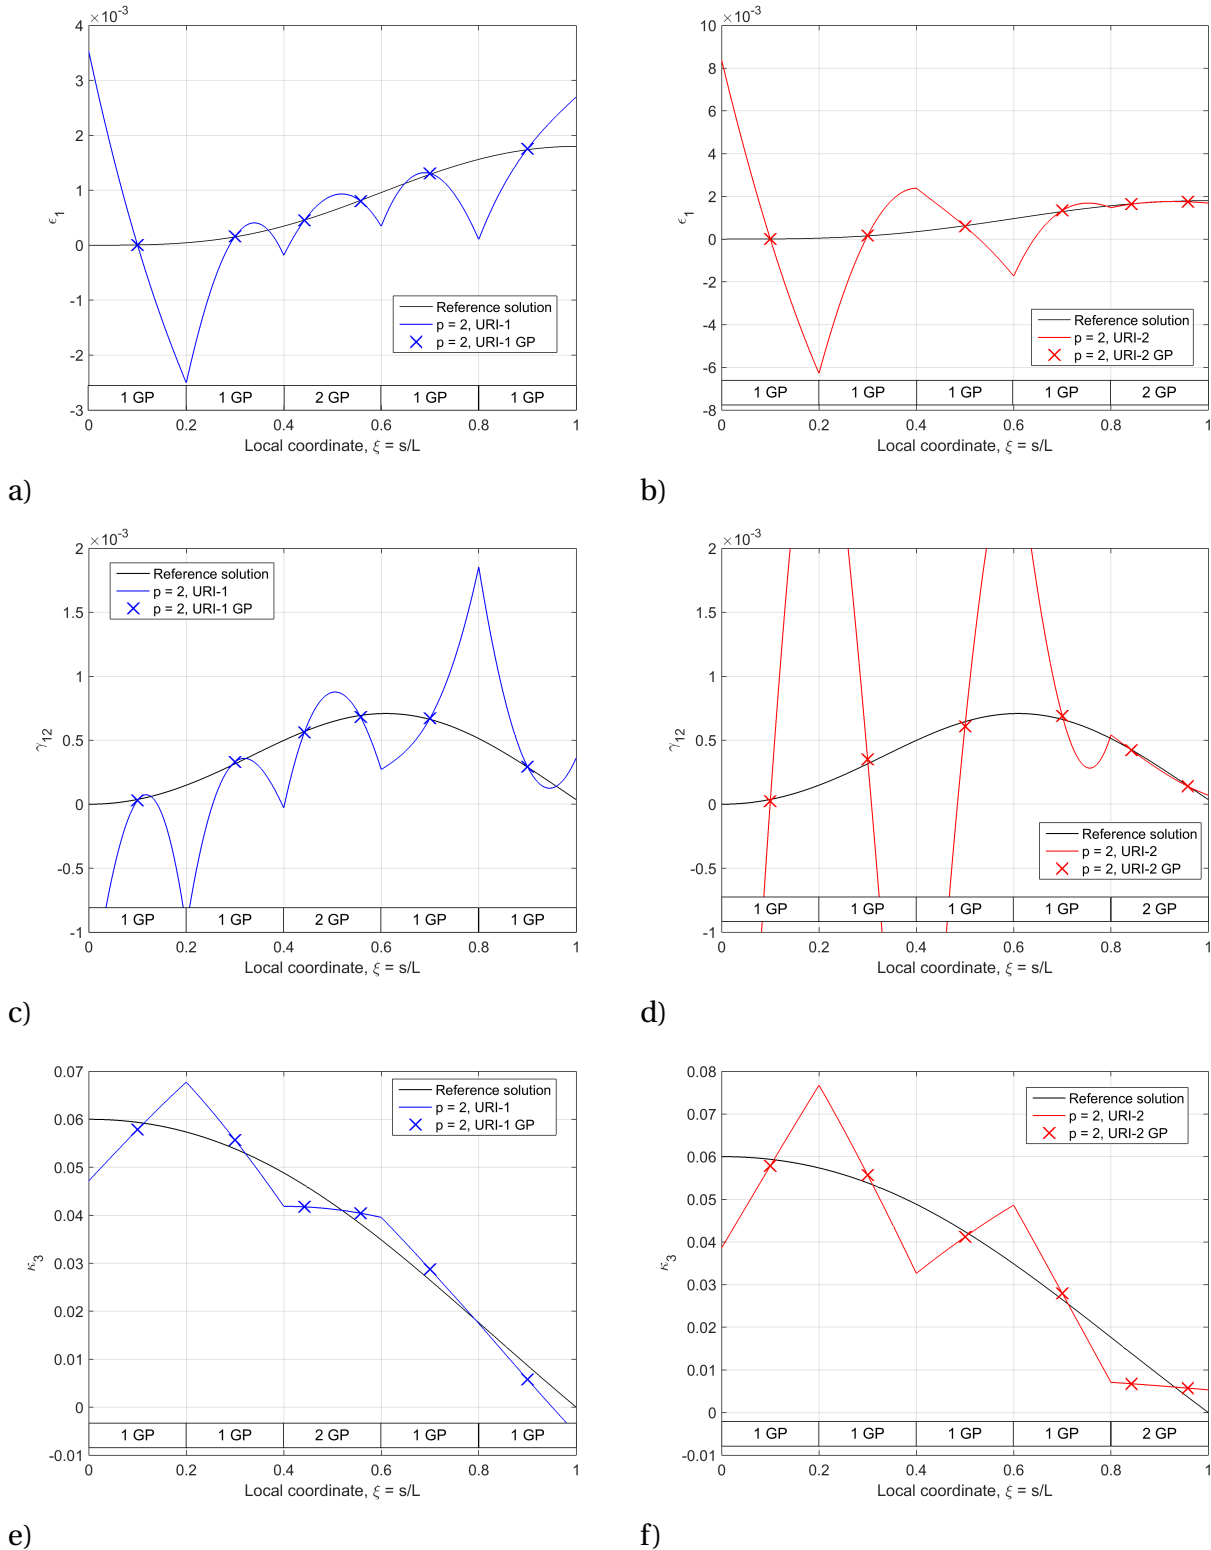 ×10⁻³
4
3
2
1
0
-1
-2
-3
ϵ₁
Reference solution
p = 2, URI-1
p = 2, URI-1 GP
1 GP 1 GP 2 GP 1 GP 1 GP
0 0.2 0.4 0.6 0.8 1
Local coordinate, ξ = s/L
a)
×10⁻³
10
8
6
4
2
0
-2
-4
-6
-8
ϵ₁
Reference solution
p = 2, URI-2
p = 2, URI-2 GP
1 GP 1 GP 1 GP 1 GP 2 GP
0 0.2 0.4 0.6 0.8 1
Local coordinate, ξ = s/L
b)
×10⁻³
2
1.5
1
0.5
0
-0.5
-1
γ₁₂
Reference solution
p = 2, URI-1
p = 2, URI-1 GP
1 GP 1 GP 2 GP 1 GP 1 GP
0 0.2 0.4 0.6 0.8 1
Local coordinate, ξ = s/L
c)
×10⁻³
2
1.5
1
0.5
0
-0.5
-1
γ₁₂
Reference solution
p = 2, URI-2
p = 2, URI-2 GP
1 GP 1 GP 1 GP 1 GP 2 GP
0 0.2 0.4 0.6 0.8 1
Local coordinate, ξ = s/L
d)
0.07
0.06
0.05
0.04
0.03
0.02
0.01
0
-0.01
κ₃
Reference solution
p = 2, URI-1
p = 2, URI-1 GP
1 GP 1 GP 2 GP 1 GP 1 GP
0 0.2 0.4 0.6 0.8 1
Local coordinate, ξ = s/L
e)
0.08
0.07
0.06
0.05
0.04
0.03
0.02
0.01
0
-0.01
κ₃
Reference solution
p = 2, URI-2
p = 2, URI-2 GP
1 GP 1 GP 1 GP 1 GP 2 GP
0 0.2 0.4 0.6 0.8 1
Local coordinate, ξ = s/L
f)